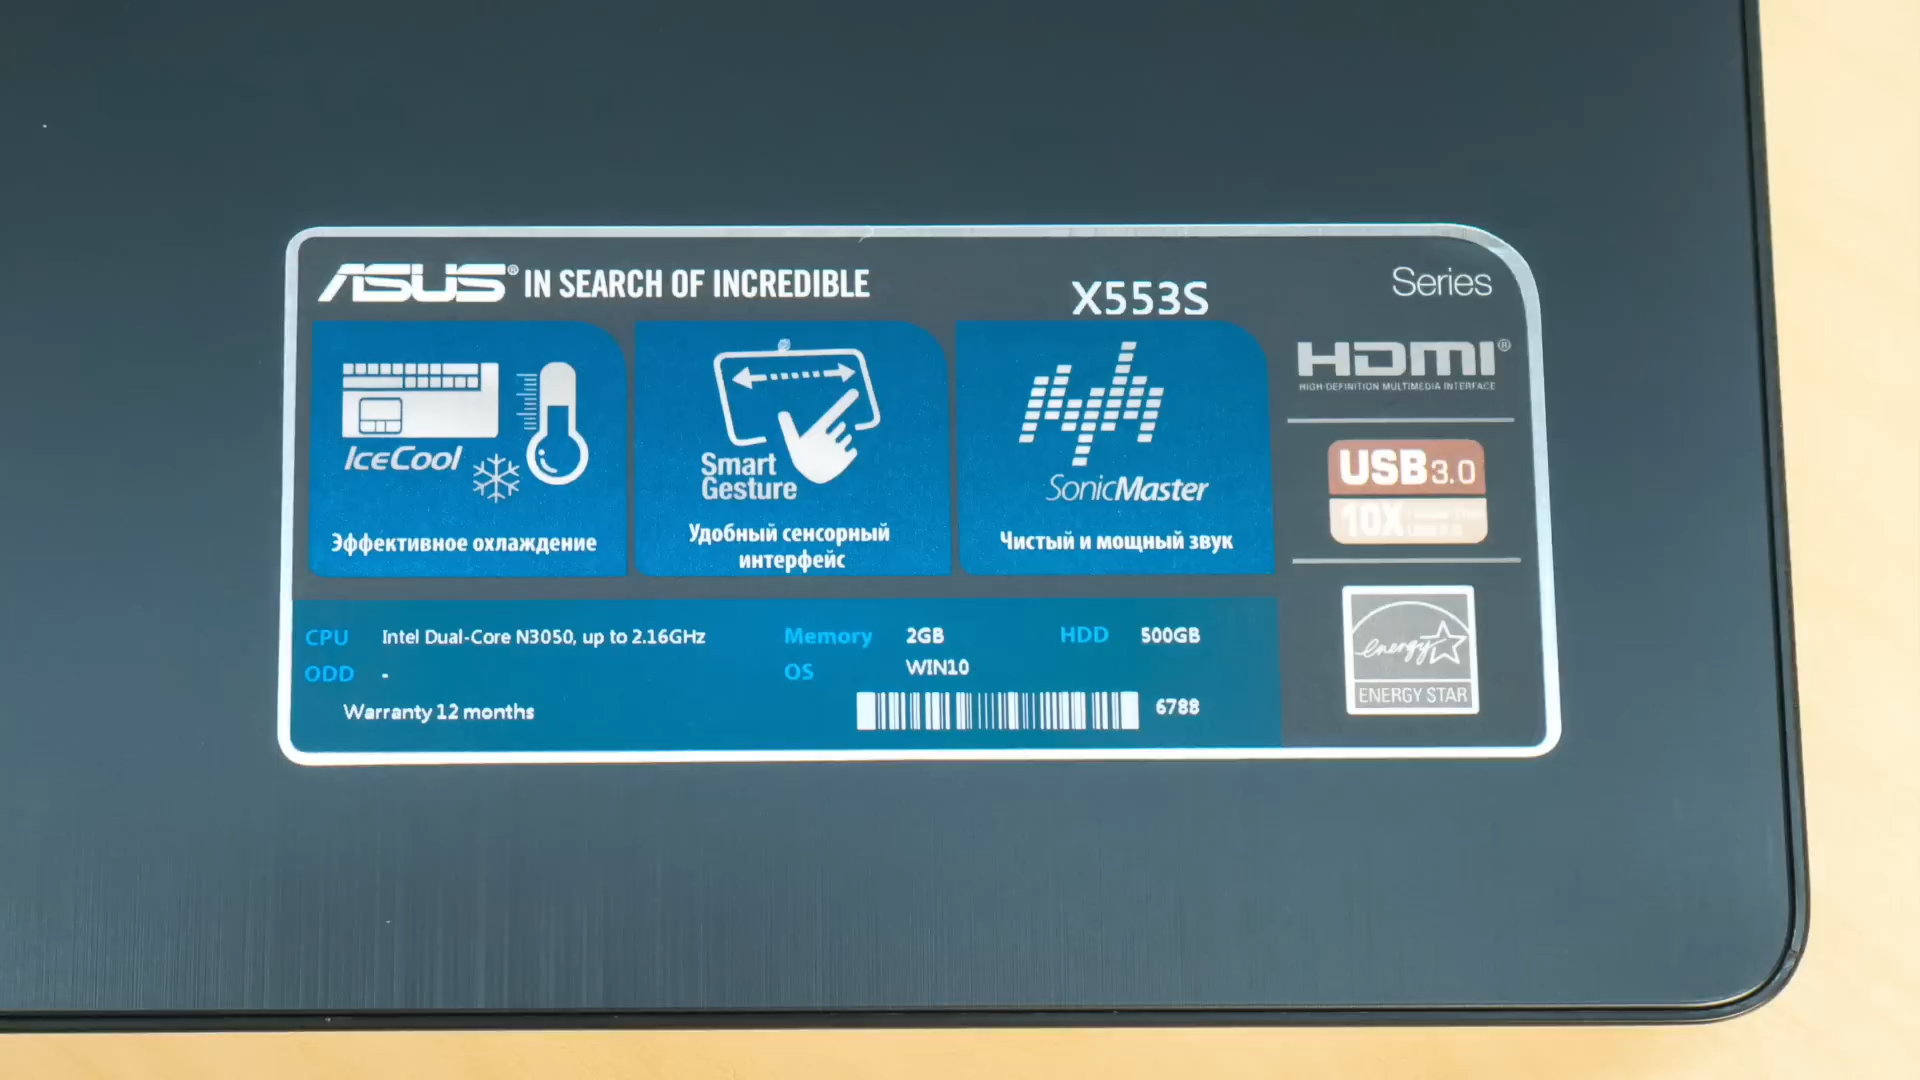 ASUS® IN SEARCH OF INCREDIBLE
X553S
Series
IceCool
Эффективное охлаждение
Smart
Gesture
Удобный сенсорный
интерфейс
SonicMaster
Чистый и мощный звук
HDMI®
HIGH-DEFINITION MULTIMEDIA INTERFACE
USB 3.0
10X
energy
ENERGY STAR
CPU Intel Dual-Core N3050, up to 2.16GHz Memory 2GB HDD 500GB
ODD - OS WIN10
Warranty 12 months 6788